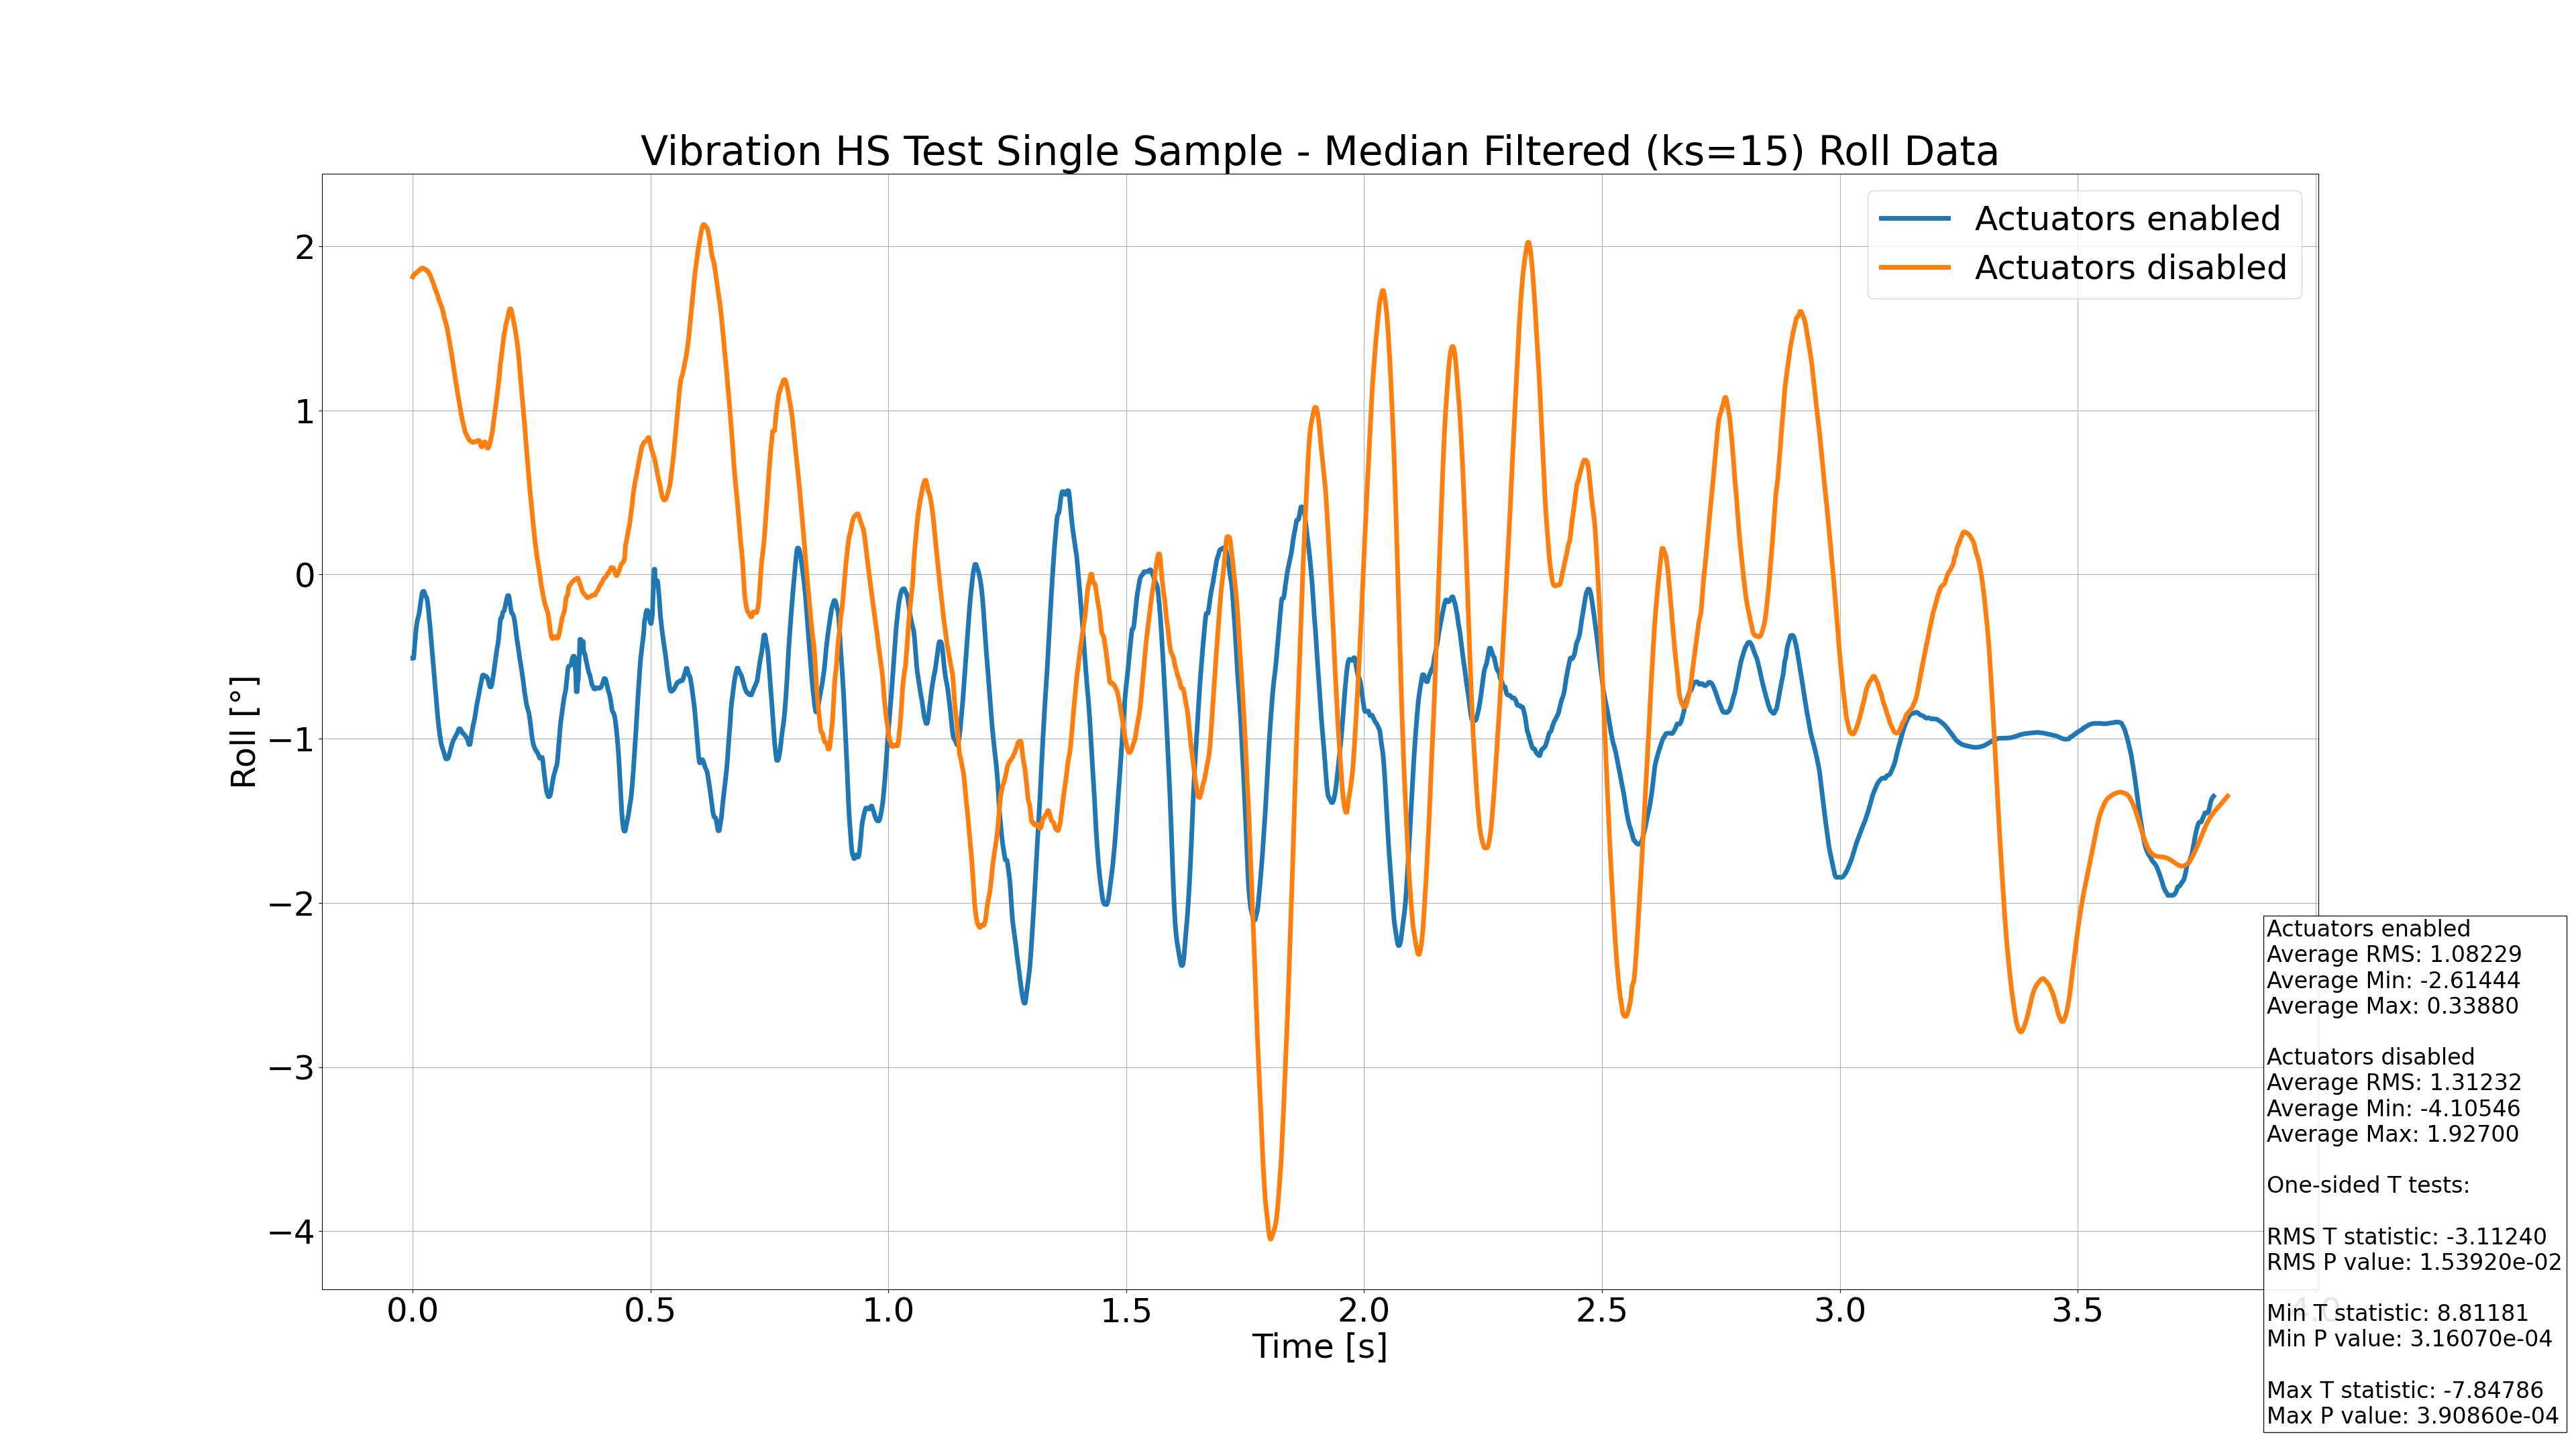 Vibration HS Test Single Sample - Median Filtered (ks=15) Roll Data
Actuators enabled
Actuators disabled
2
1
0
−1
−2
−3
−4
Roll [°]
0.0 0.5 1.0 1.5 2.0 2.5 3.0 3.5 4.0
Time [s]
Actuators enabled
Average RMS: 1.08229
Average Min: -2.61444
Average Max: 0.33880
Actuators disabled
Average RMS: 1.31232
Average Min: -4.10546
Average Max: 1.92700
One-sided T tests:
RMS T statistic: -3.11240
RMS P value: 1.53920e-02
Min T statistic: 8.81181
Min P value: 3.16070e-04
Max T statistic: -7.84786
Max P value: 3.90860e-04